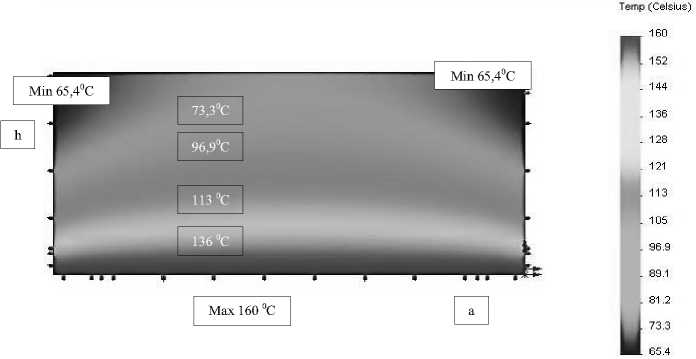 Temp (Celsius)
160
152
144
136
128
121
113
105
96.9
89.1
81.2
73.3
65.4
Min 65,4⁰C
Min 65,4⁰C
73,3⁰C
h
96,9⁰C
113 ⁰C
136 ⁰C
Max 160 ⁰C
a